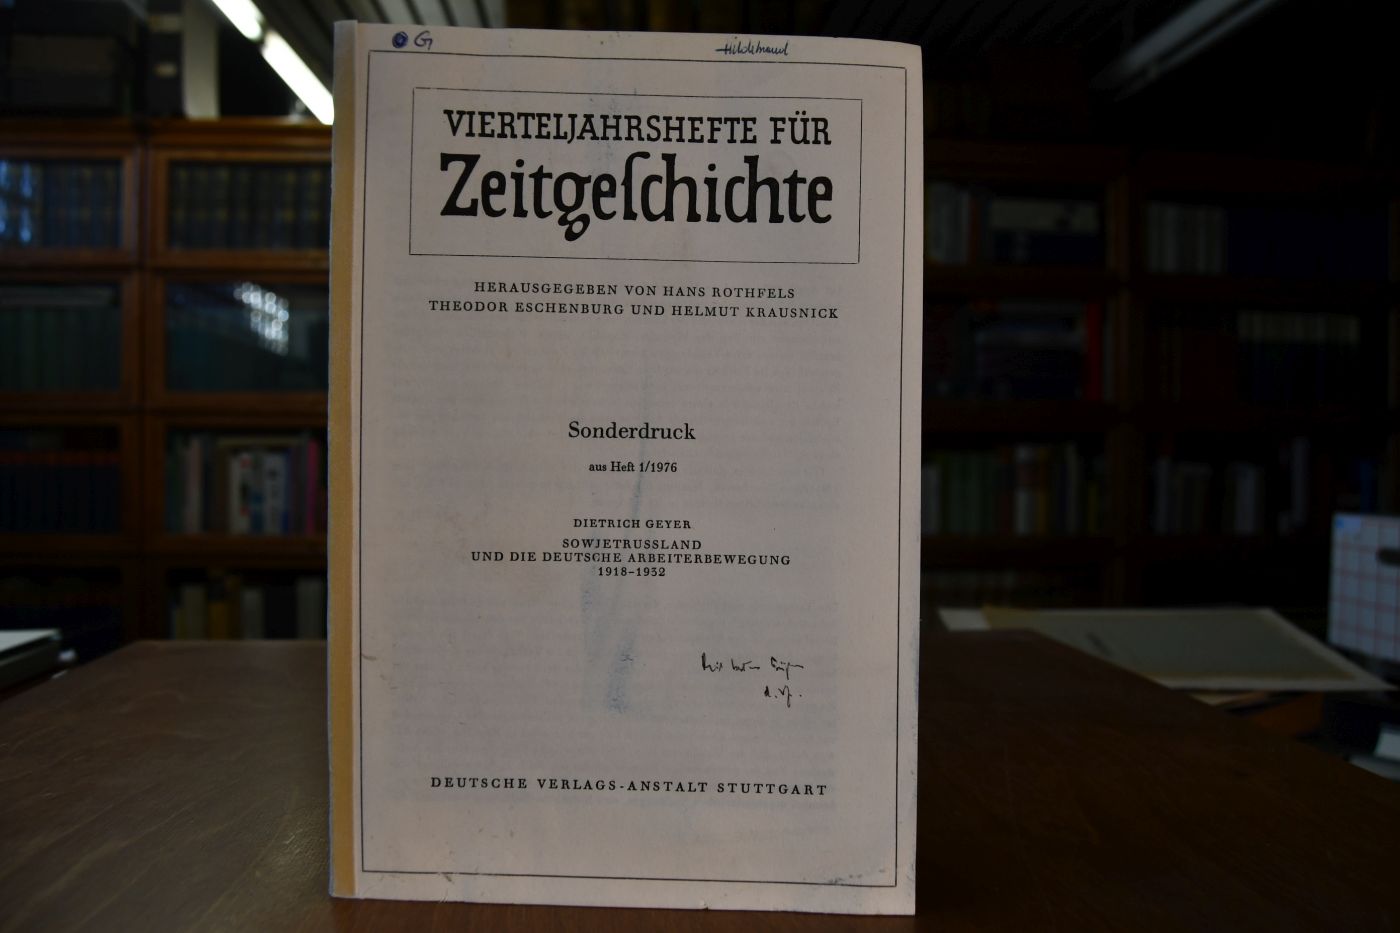 G
Hildebrand
VIERTELJAHRSHEFTE FÜR
Zeitgeſchichte
HERAUSGEGEBEN VON HANS ROTHFELS
THEODOR ESCHENBURG UND HELMUT KRAUSNICK
Sonderdruck
aus Heft 1/1976
DIETRICH GEYER
SOWJETRUSSLAND
UND DIE DEUTSCHE ARBEITERBEWEGUNG
1918–1932
DEUTSCHE VERLAGS-ANSTALT STUTTGART